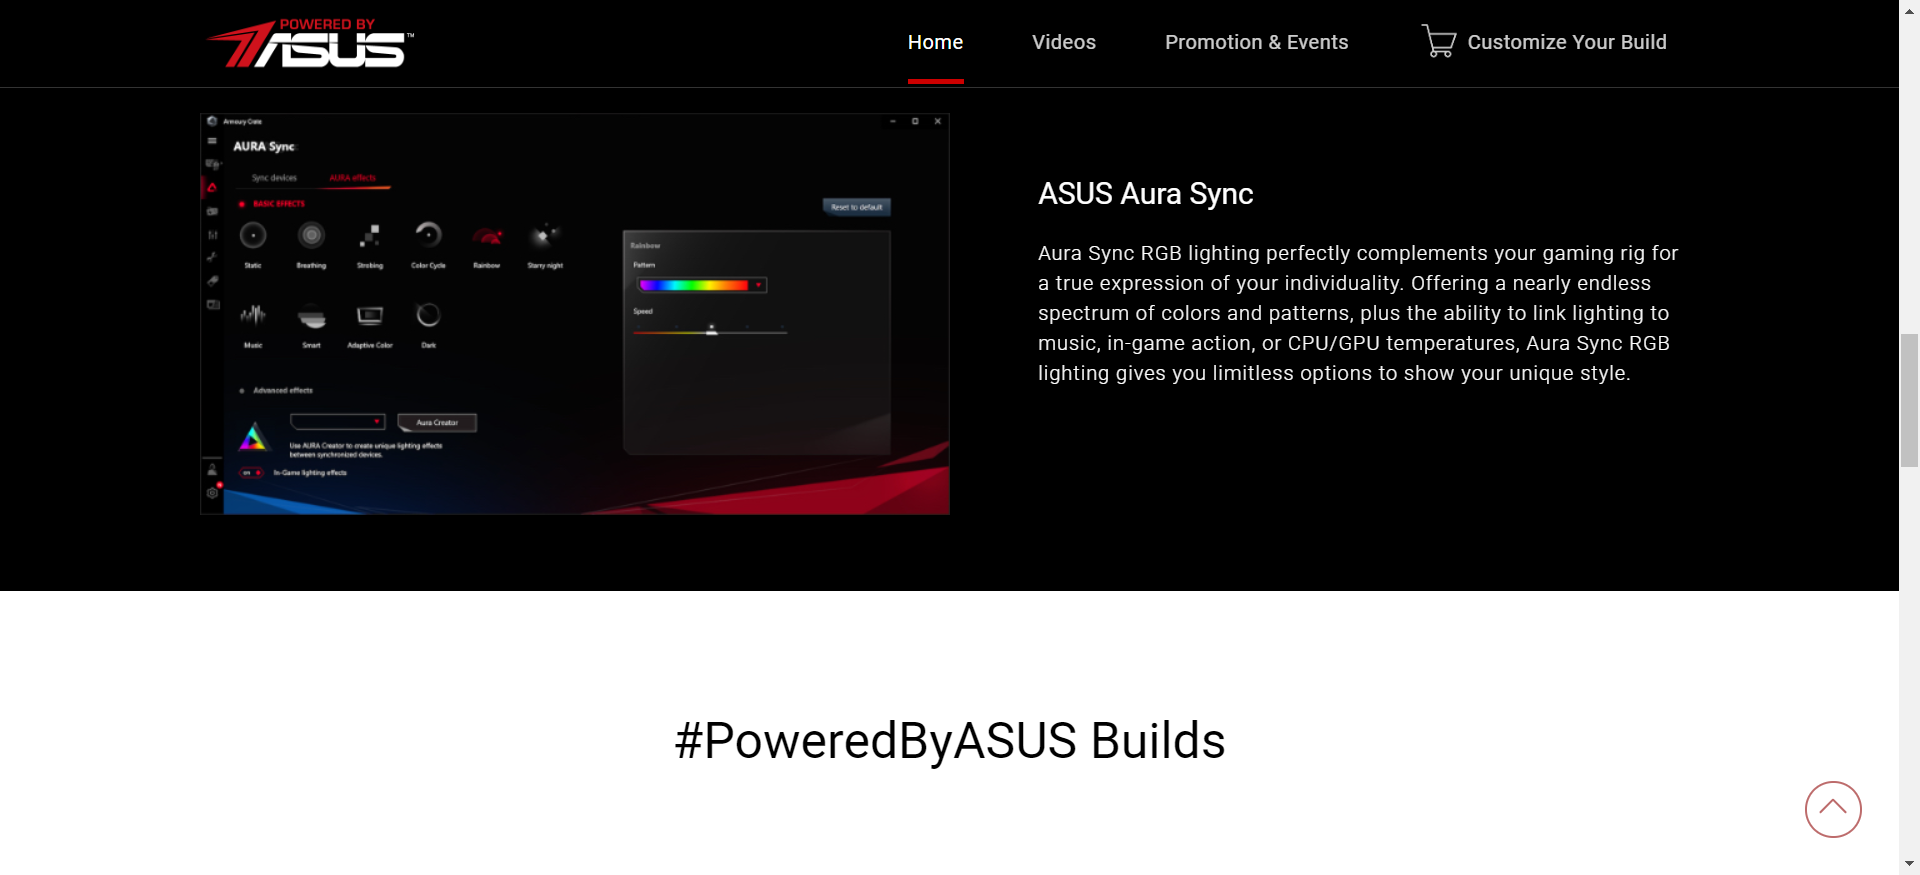 POWERED BY
ASUS™
Home
Videos
Promotion & Events
Customize Your Build
Armoury Crate
AURA Sync
Sync devices
AURA effects
BASIC EFFECTS
Reset to default
Static
Breathing
Strobing
Color Cycle
Rainbow
Starry night
Music
Smart
Adaptive Color
Dark
Rainbow
Pattern
Speed
Advanced effects
Aura Creator
Use AURA Creator to create unique lighting effects
between synchronized devices.
ON
In-Game lighting effects
ASUS Aura Sync
Aura Sync RGB lighting perfectly complements your gaming rig for
a true expression of your individuality. Offering a nearly endless
spectrum of colors and patterns, plus the ability to link lighting to
music, in-game action, or CPU/GPU temperatures, Aura Sync RGB
lighting gives you limitless options to show your unique style.
#PoweredByASUS Builds